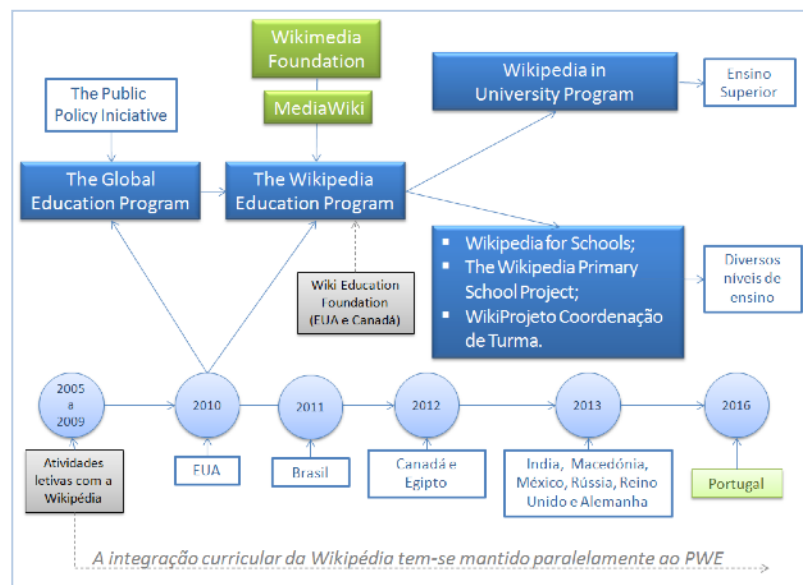 Wikimedia
Foundation
MediaWiki
The Public
Policy Iniciative
Wikipedia in
University Program
Ensino
Superior
The Global
Education Program
The Wikipedia
Education Program
Wiki Education
Foundation
(EUA e Canadá)
▪ Wikipedia for Schools;
▪ The Wikipedia Primary
School Project;
▪ WikiProjeto Coordenação
de Turma.
Diversos
níveis de
ensino
2005
a
2009
2010
2011
2012
2013
2016
Atividades
letivas com a
Wikipédia
EUA
Brasil
Canadá e
Egipto
India, Macedónia,
México, Rússia, Reino
Unido e Alemanha
Portugal
A integração curricular da Wikipédia tem-se mantido paralelamente ao PWE